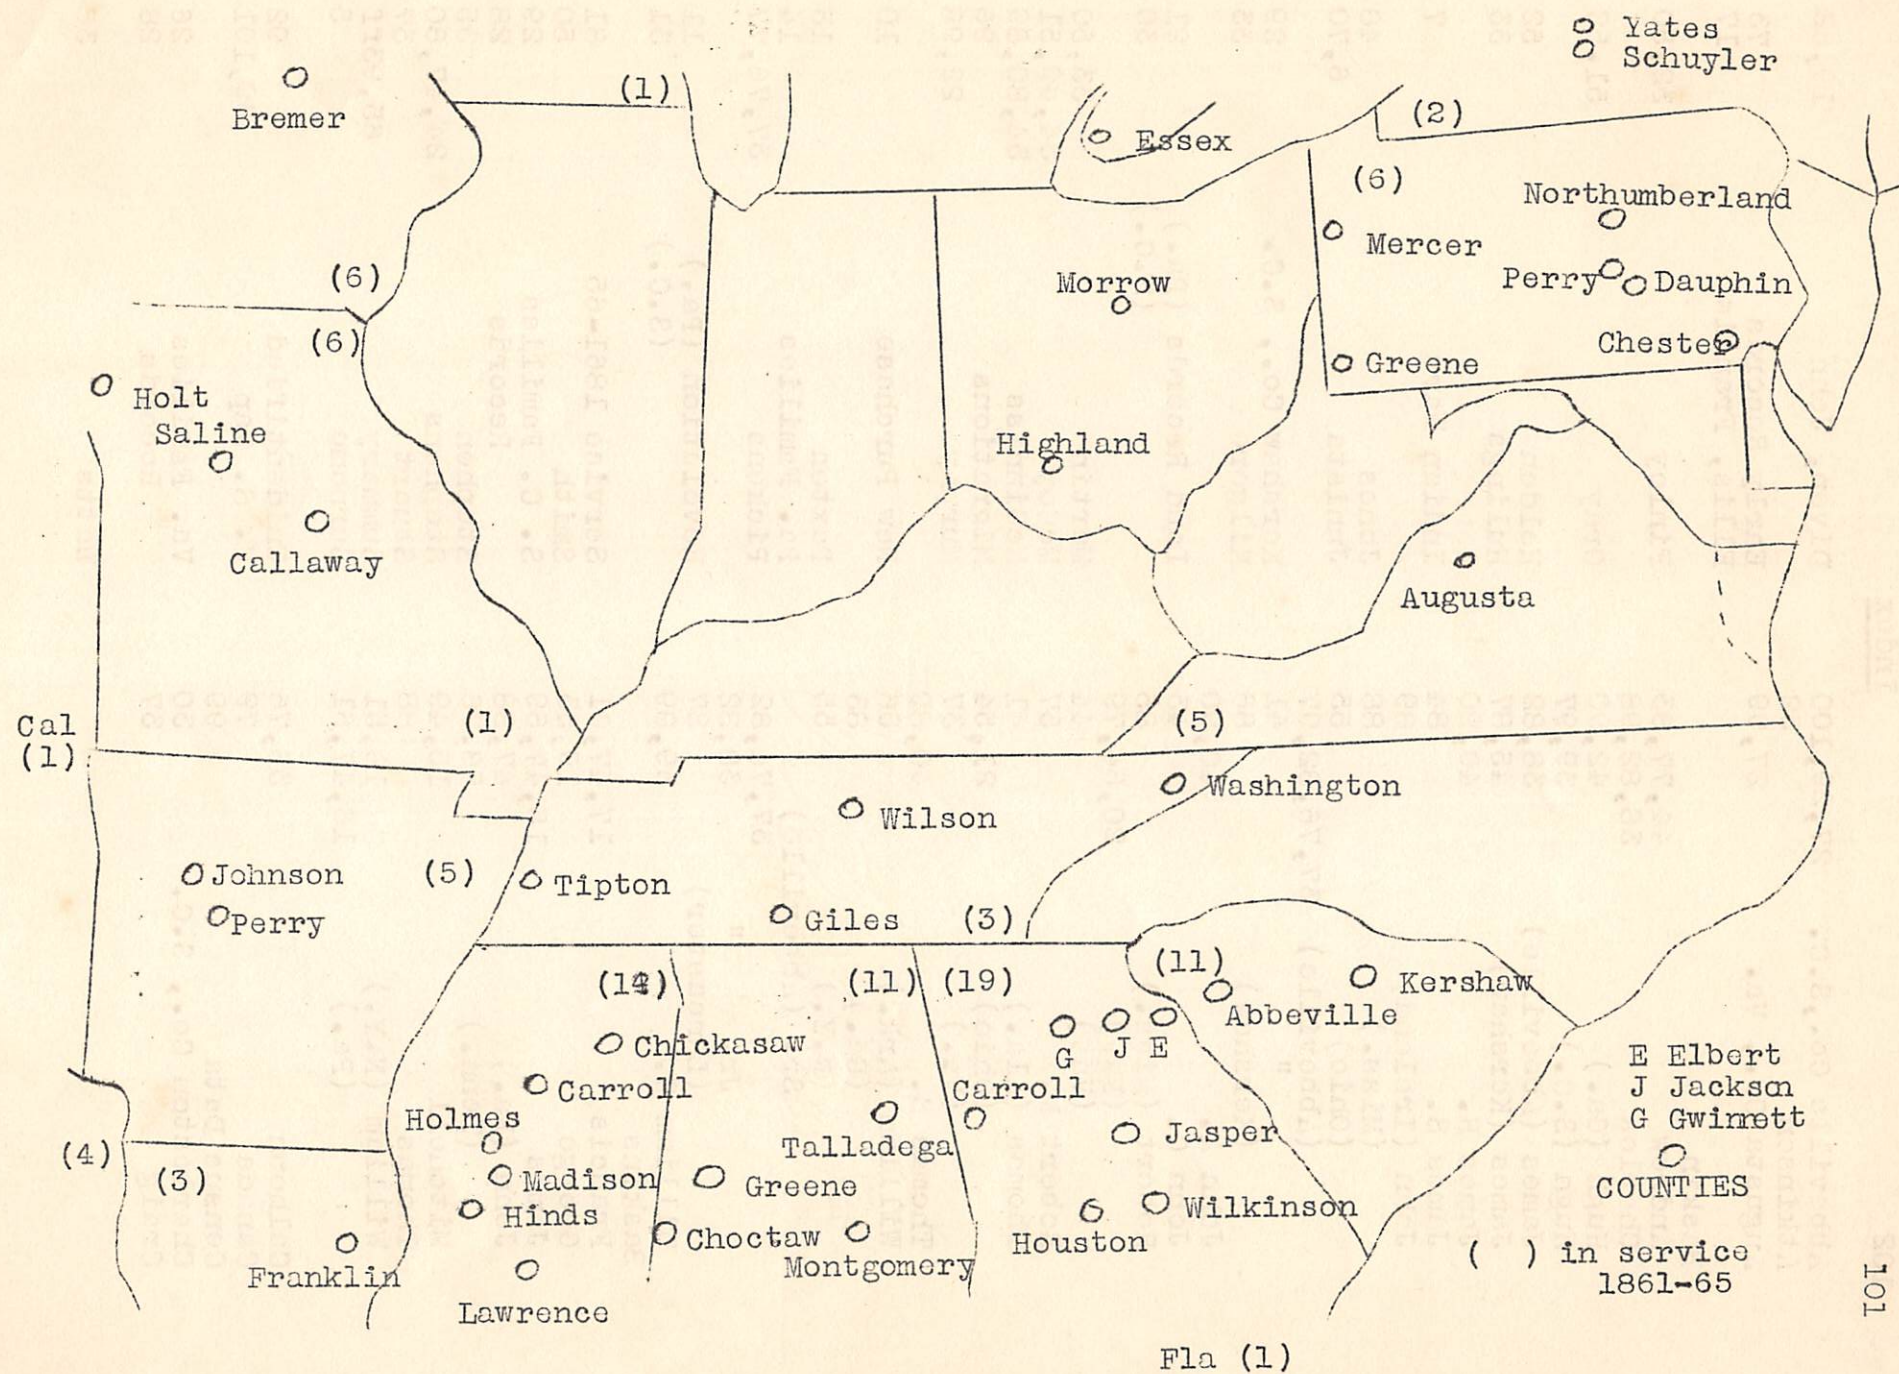 Yates
Schuyler
Bremer
(1)
(2)
Essex
(6)
Northumberland
Mercer
Perry
Dauphin
Morrow
(6)
(6)
Chester
Greene
Holt
Saline
Highland
Callaway
Augusta
Cal
(1)
(1)
(5)
Washington
Wilson
Johnson
(5)
Tipton
Perry
Giles
(3)
(11)
(11)
(19)
Kershaw
Abbeville
Chickasaw
G
J
E
E Elbert
J Jackson
G Gwinnett
Carroll
Carroll
Holmes
Talladega
Jasper
(4)
(3)
Madison
Greene
COUNTIES
Hinds
Wilkinson
Choctaw
Houston
Montgomery
( ) in service
1861-65
Franklin
Lawrence
101
Fla (1)